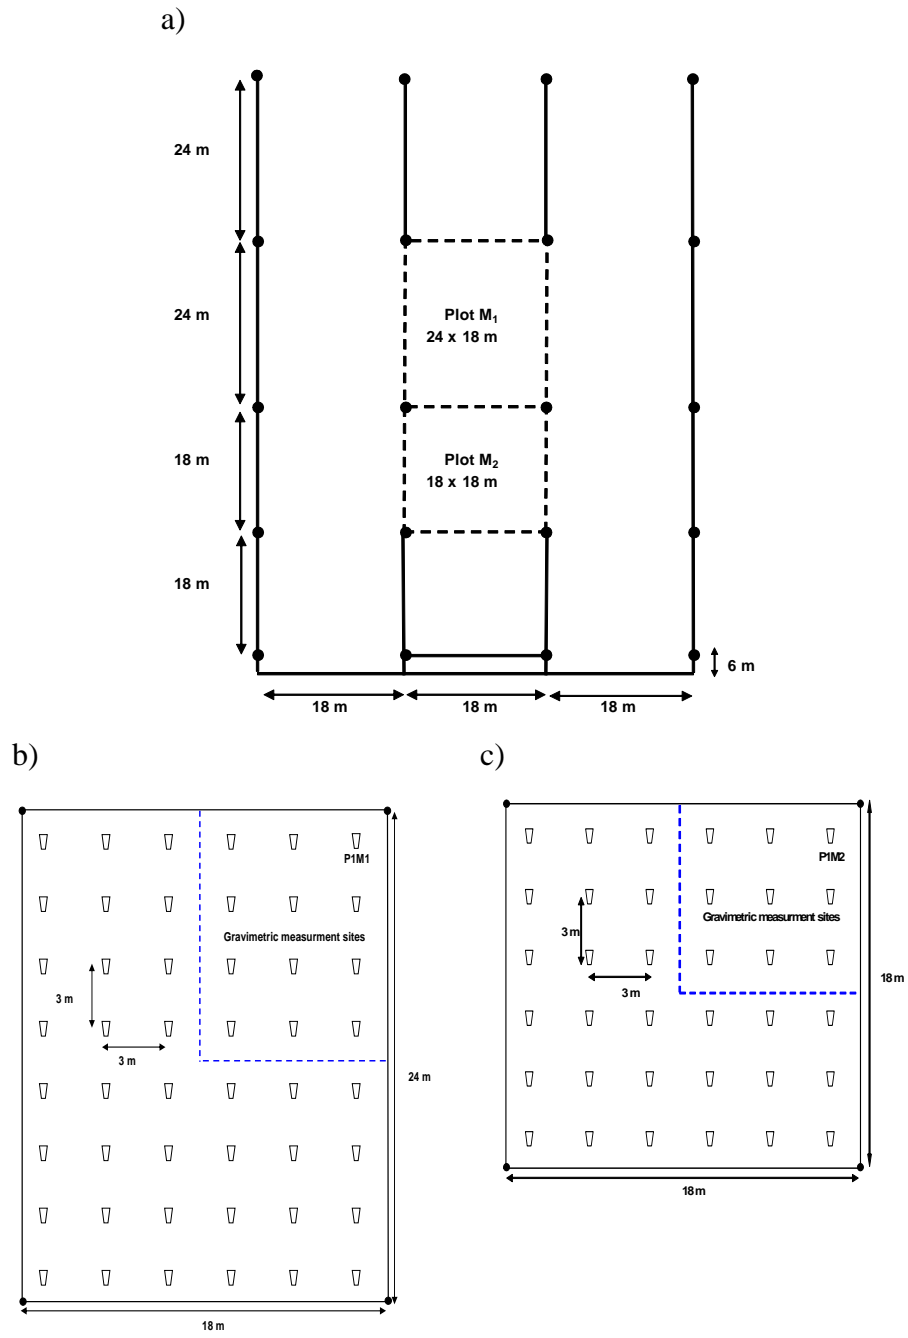 a)
24 m
24 m
Plot M₁
24 x 18 m
18 m
Plot M₂
18 x 18 m
18 m
6 m
18 m
18 m
18 m
b)
P1M1
Gravimetric measurment sites
3 m
3 m
24 m
18 m
c)
P1M2
Gravimetric measurment sites
3 m
3 m
18 m
18 m